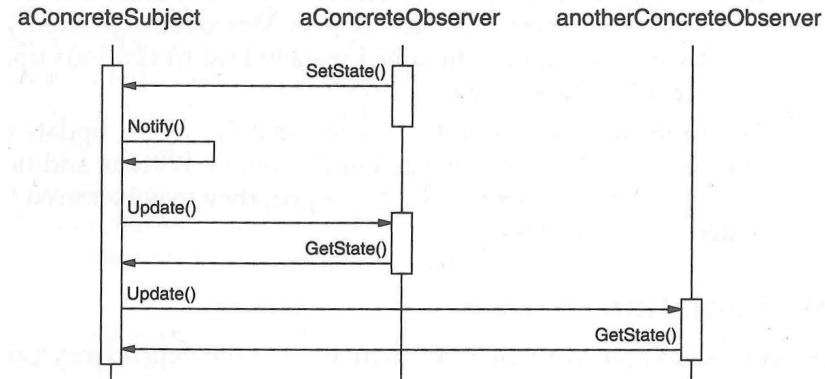 aConcreteSubject
aConcreteObserver
anotherConcreteObserver
SetState()
Notify()
Update()
GetState()
Update()
GetState()